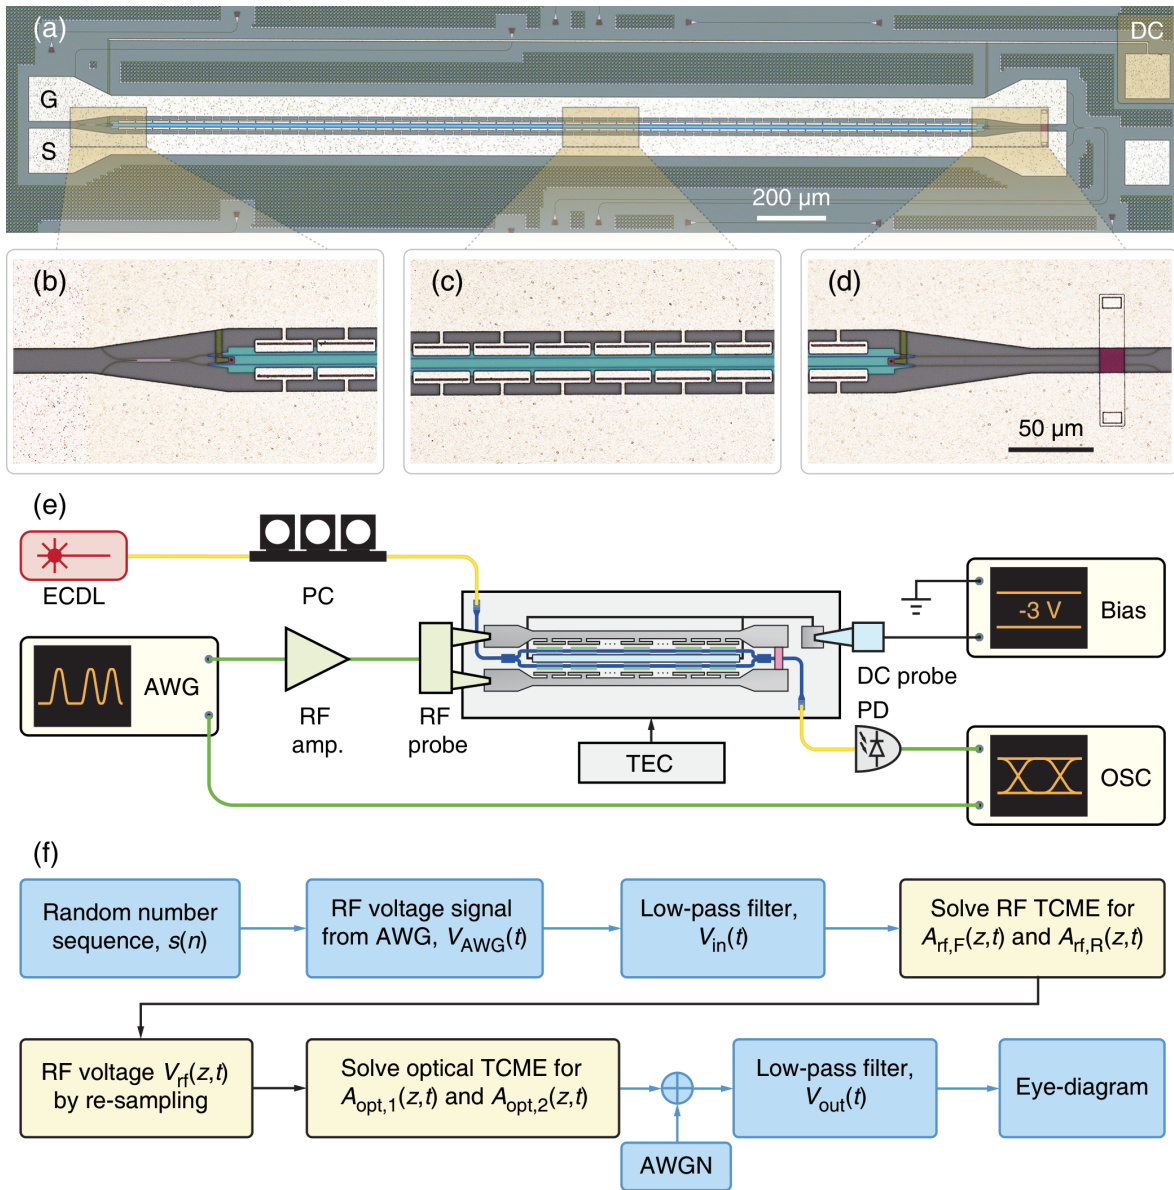 (a)
DC
G
S
200 µm
(b)
(c)
(d)
50 µm
(e)
ECDL
PC
-3 V
Bias
AWG
RF
amp.
RF
probe
DC probe
PD
TEC
OSC
(f)
Random number
sequence, s(n)
RF voltage signal
from AWG, V_AWG(t)
Low-pass filter,
V_in(t)
Solve RF TCME for
A_rf,F(z,t) and A_rf,R(z,t)
RF voltage V_rf(z,t)
by re-sampling
Solve optical TCME for
A_opt,1(z,t) and A_opt,2(z,t)
AWGN
Low-pass filter,
V_out(t)
Eye-diagram